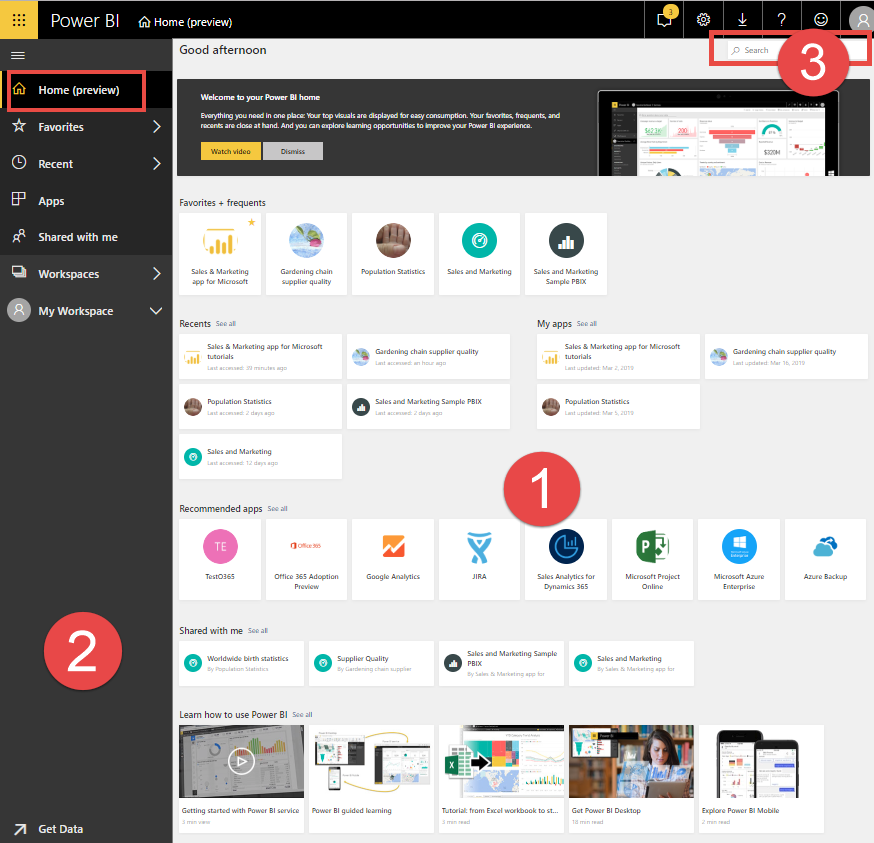 Power BI
Home (preview)
3
Good afternoon
Search
3
Home (preview)
Favorites
Recent
Apps
Shared with me
Workspaces
My Workspace
2
Get Data
Welcome to your Power BI home
Everything you need in one place: Your top visuals are displayed for easy consumption. Your favorites, frequents, and
recents are close at hand. And you can explore learning opportunities to improve your Power BI experience.
Watch video
Dismiss
Favorites + frequents
Sales & Marketing
app for Microsoft
Gardening chain
supplier quality
Population Statistics
Sales and Marketing
Sales and Marketing
Sample PBIX
Recents See all
Sales & Marketing app for Microsoft
tutorials
Last accessed: 39 minutes ago
Gardening chain supplier quality
Last accessed: an hour ago
Population Statistics
Last accessed: 2 days ago
Sales and Marketing Sample PBIX
Last accessed: 2 days ago
Sales and Marketing
Last accessed: 12 days ago
My apps See all
Sales & Marketing app for Microsoft
tutorials
Last updated: Mar 2, 2019
Gardening chain supplier quality
Last updated: Mar 16, 2019
Population Statistics
Last updated: Mar 5, 2019
1
Recommended apps See all
TE
TestO365
Office 365
Office 365 Adoption
Preview
Google Analytics
JIRA
Sales Analytics for
Dynamics 365
Microsoft Project
Online
Microsoft Azure
Enterprise
Azure Backup
Shared with me See all
Worldwide birth statistics
By Population Statistics
Supplier Quality
By Gardening chain supplier
Sales and Marketing Sample
PBIX
By Sales & Marketing app for
Sales and Marketing
By Sales & Marketing app for
Learn how to use Power BI See all
Getting started with Power BI service
3 min view
Power BI guided learning
Tutorial: from Excel workbook to st...
3 min read
Get Power BI Desktop
18 min read
Explore Power BI Mobile
2 min read